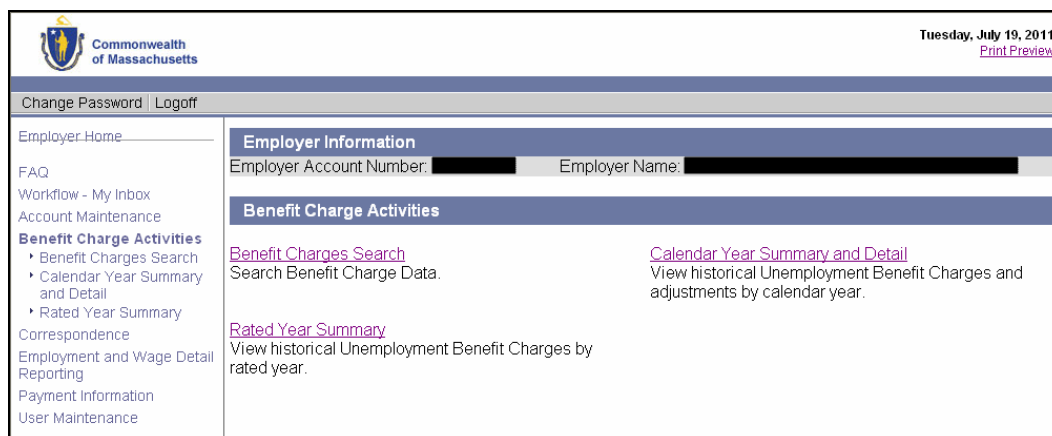 Commonwealth
of Massachusetts
Tuesday, July 19, 2011
Print Preview
Change Password Logoff
Employer Home
FAQ
Workflow - My Inbox
Account Maintenance
Benefit Charge Activities
Benefit Charges Search
Calendar Year Summary
and Detail
Rated Year Summary
Correspondence
Employment and Wage Detail
Reporting
Payment Information
User Maintenance
Employer Information
Employer Account Number: Employer Name:
Benefit Charge Activities
Benefit Charges Search
Search Benefit Charge Data.
Calendar Year Summary and Detail
View historical Unemployment Benefit Charges and
adjustments by calendar year.
Rated Year Summary
View historical Unemployment Benefit Charges by
rated year.